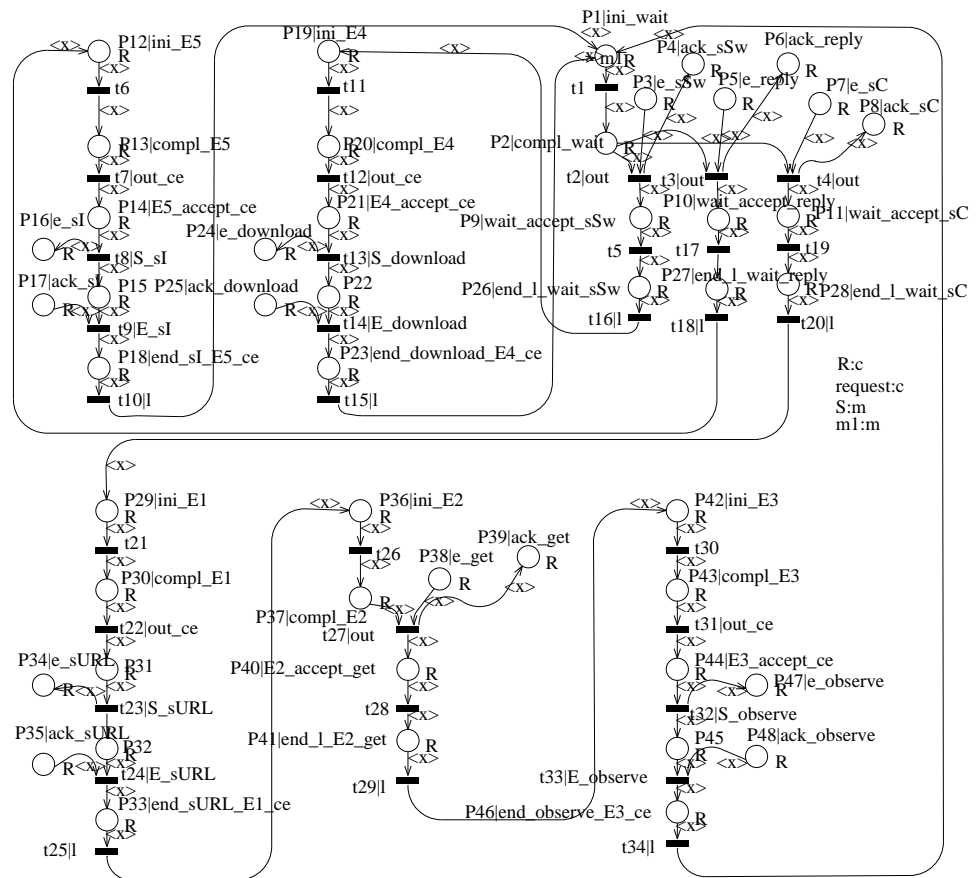 P1|ini_wait
P12|ini_E5
<x>
R
<x>
t6
<x>
P13|compl_E5
R
<x>
t7|out_ce
<x>
P14|E5_accept_ce
R
P16|e_sI
<x>
<x>
R
t8|S_sI
<x>
P17|ack_sI
P15
R
<x>
<x>
R
t9|E_sI
<x>
P18|end_sI_E5_ce
R
<x>
t10|l
P19|ini_E4
<x>
R
<x>
t11
<x>
P20|compl_E4
R
<x>
t12|out_ce
<x>
P21|E4_accept_ce
R
P24|e_download
<x>
<x>
R
t13|S_download
<x>
P25|ack_download
P22
R
<x>
<x>
R
t14|E_download
<x>
P23|end_download_E4_ce
R
<x>
t15|l
<x>
<x>
<x>
m1
R
<x>
t1
<x>
P2|compl_wait
R
<x>
P4|ack_sSw
R
P3|e_sSw
R
<x>
<x>
P6|ack_reply
R
P5|e_reply
R
<x>
<x>
<x>
P7|e_sC
R
P8|ack_sC
R
<x>
<x>
<x>
t2|out
t3|out
t4|out
<x>
<x>
<x>
P9|wait_accept_sSw
R
P10|wait_accept_reply
R
P11|wait_accept_sC
R
<x>
<x>
<x>
t5
t17
t19
<x>
<x>
<x>
P26|end_l_wait_sSw
R
P27|end_l_wait_reply
R
P28|end_l_wait_sC
R
<x>
<x>
<x>
t16|l
t18|l
t20|l
R:c
request:c
S:m
m1:m
<x>
P29|ini_E1
R
<x>
t21
<x>
P30|compl_E1
R
<x>
t22|out_ce
<x>
P34|e_sURL
P31
R
<x>
<x>
R
t23|S_sURL
<x>
P35|ack_sURL
P32
R
<x>
<x>
R
t24|E_sURL
<x>
P33|end_sURL_E1_ce
R
<x>
t25|l
<x>
P36|ini_E2
R
<x>
t26
<x>
P37|compl_E2
R
<x>
P38|e_get
R
<x>
P39|ack_get
R
<x>
t27|out
<x>
P40|E2_accept_get
R
<x>
t28
<x>
P41|end_l_E2_get
R
<x>
t29|l
<x>
P42|ini_E3
R
<x>
t30
<x>
P43|compl_E3
R
<x>
t31|out_ce
<x>
P44|E3_accept_ce
R
<x>
<x>
P47|e_observe
R
t32|S_observe
<x>
P45
R
<x>
<x>
P48|ack_observe
R
t33|E_observe
<x>
P46|end_observe_E3_ce
R
<x>
t34|l